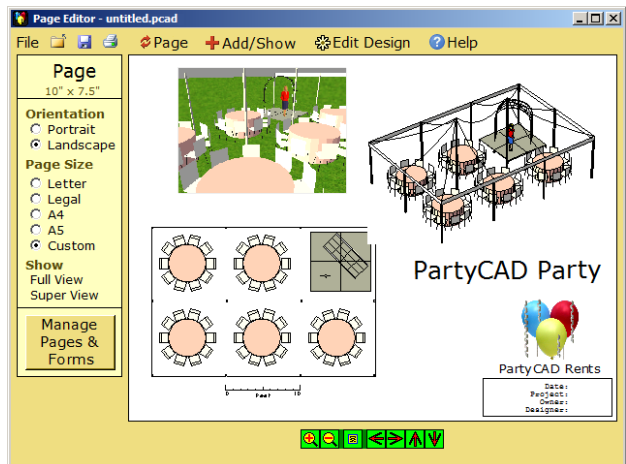 Page Editor - untitled.pcad
File Page Add/Show Edit Design Help
Page
10" x 7.5"
Orientation
Portrait
Landscape
Page Size
Letter
Legal
A4
A5
Custom
Show
Full View
Super View
Manage
Pages &
Forms
PartyCAD Party
PartyCAD Rents
Date:
Project:
Owner:
Designer:
0 Feet 10